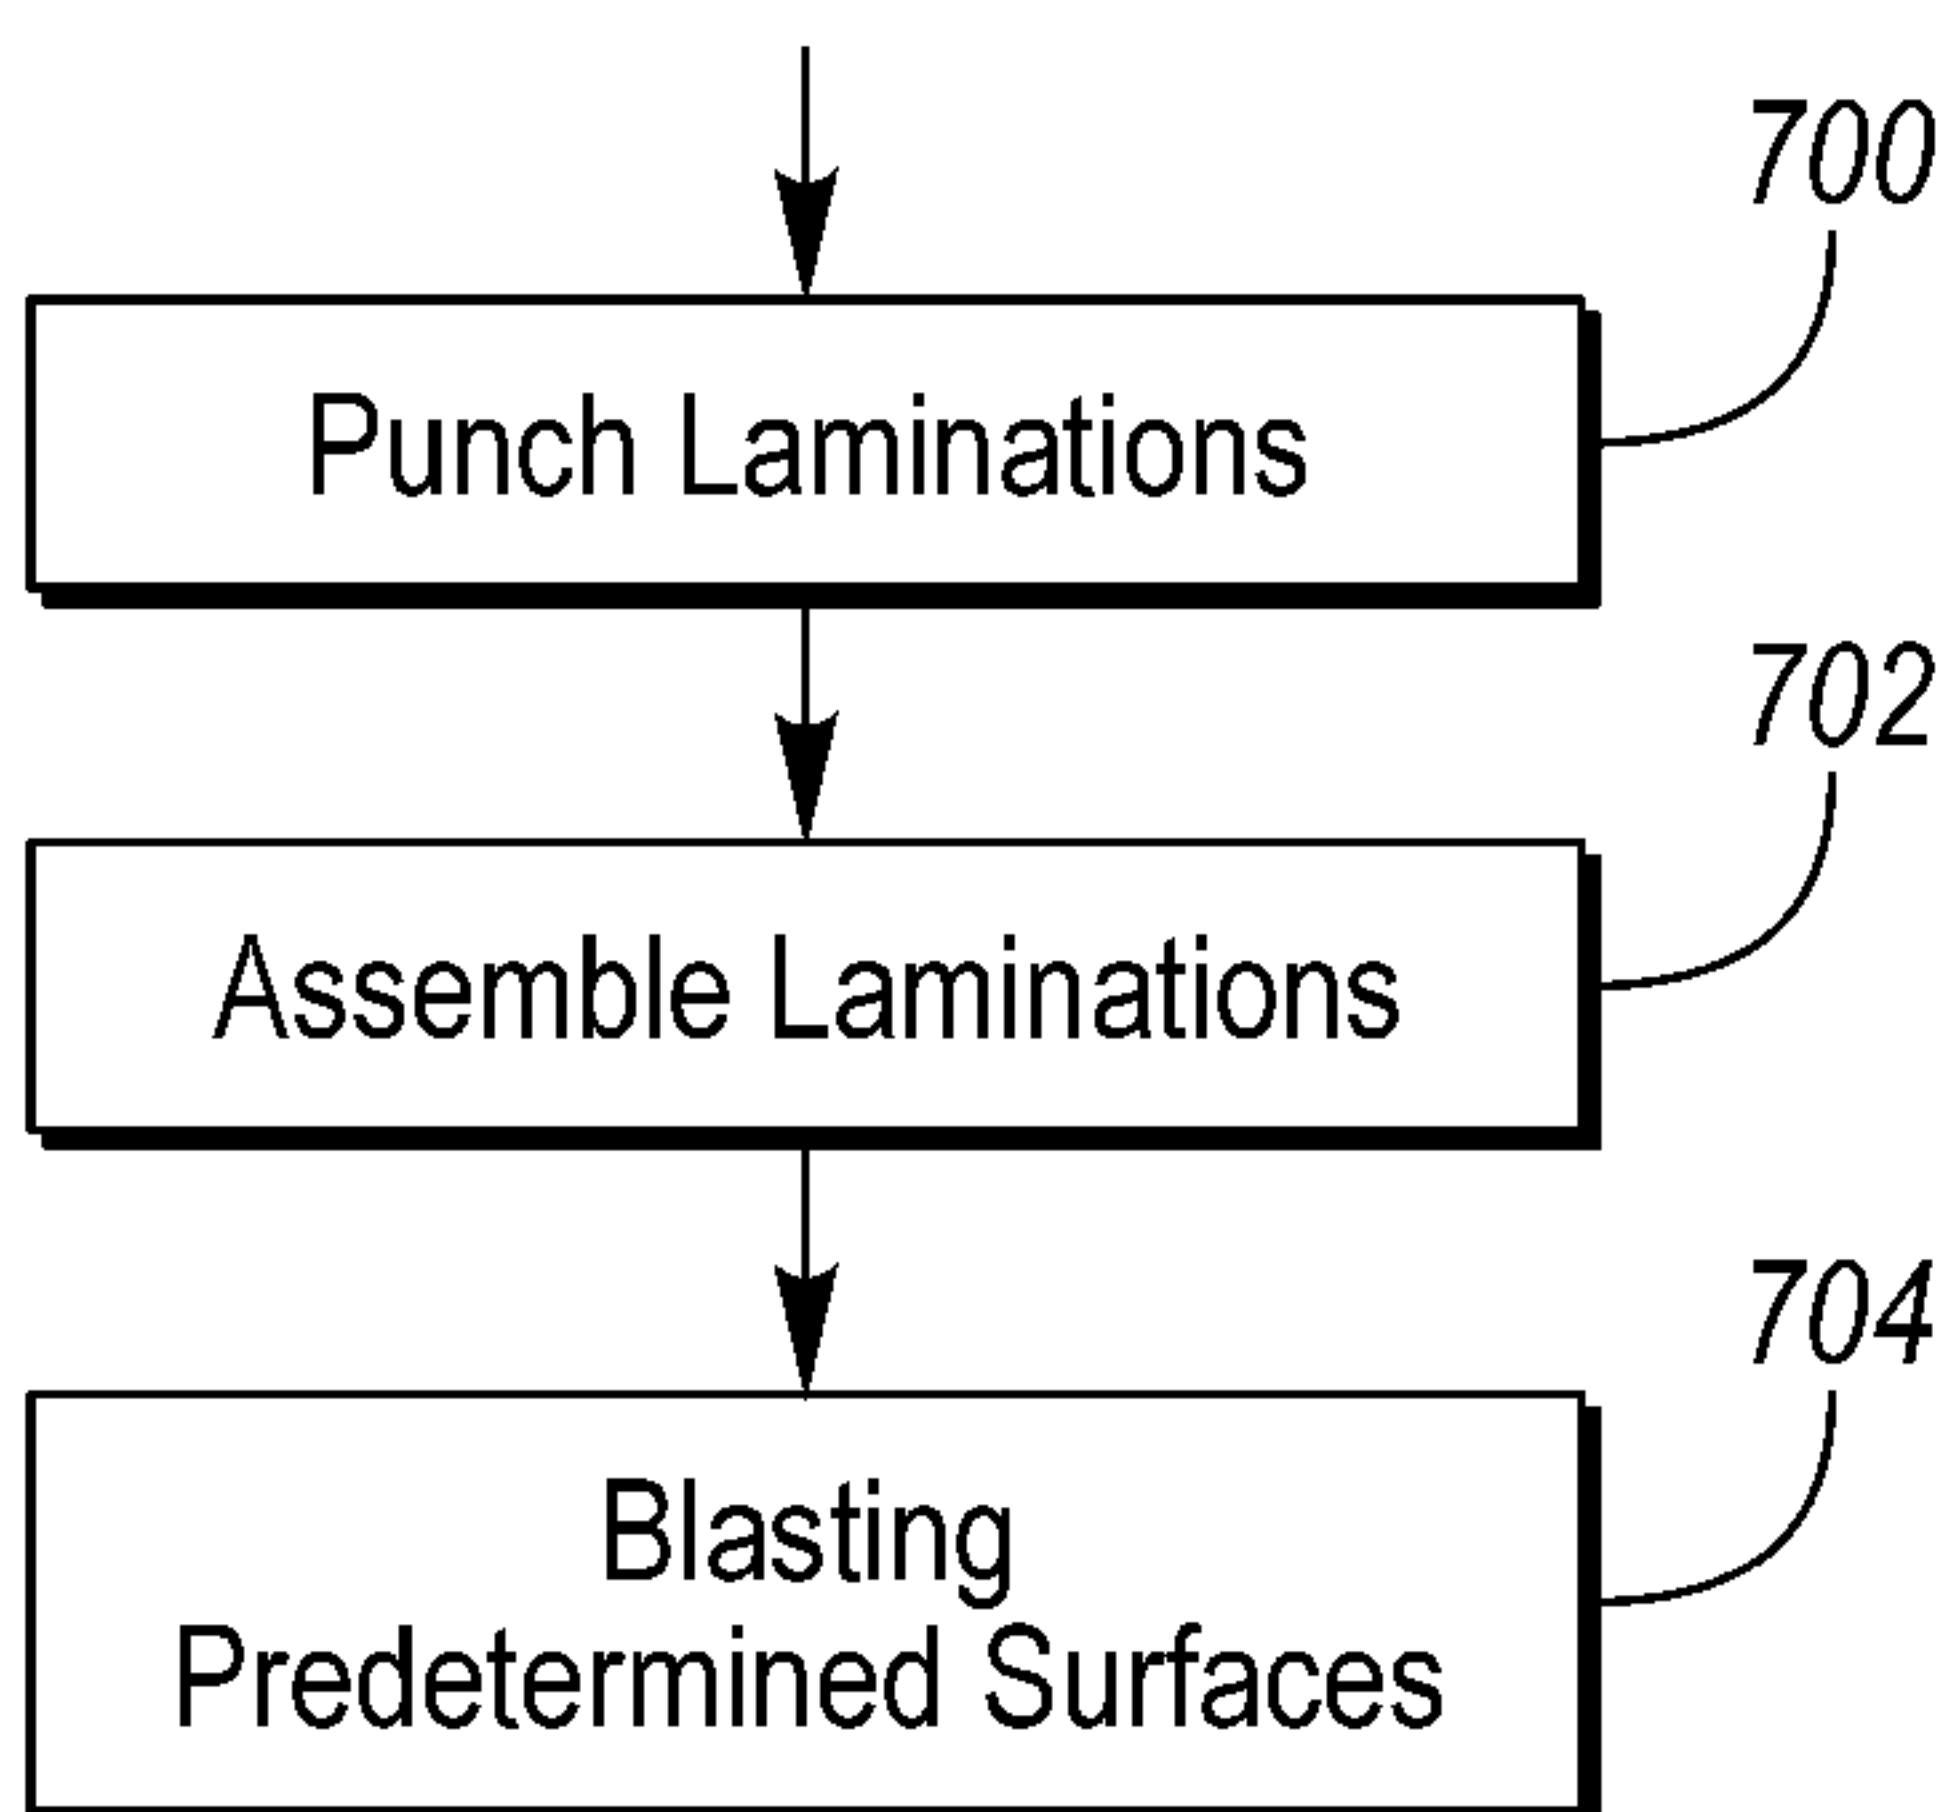 700
Punch Laminations
702
Assemble Laminations
704
Blasting
Predetermined Surfaces